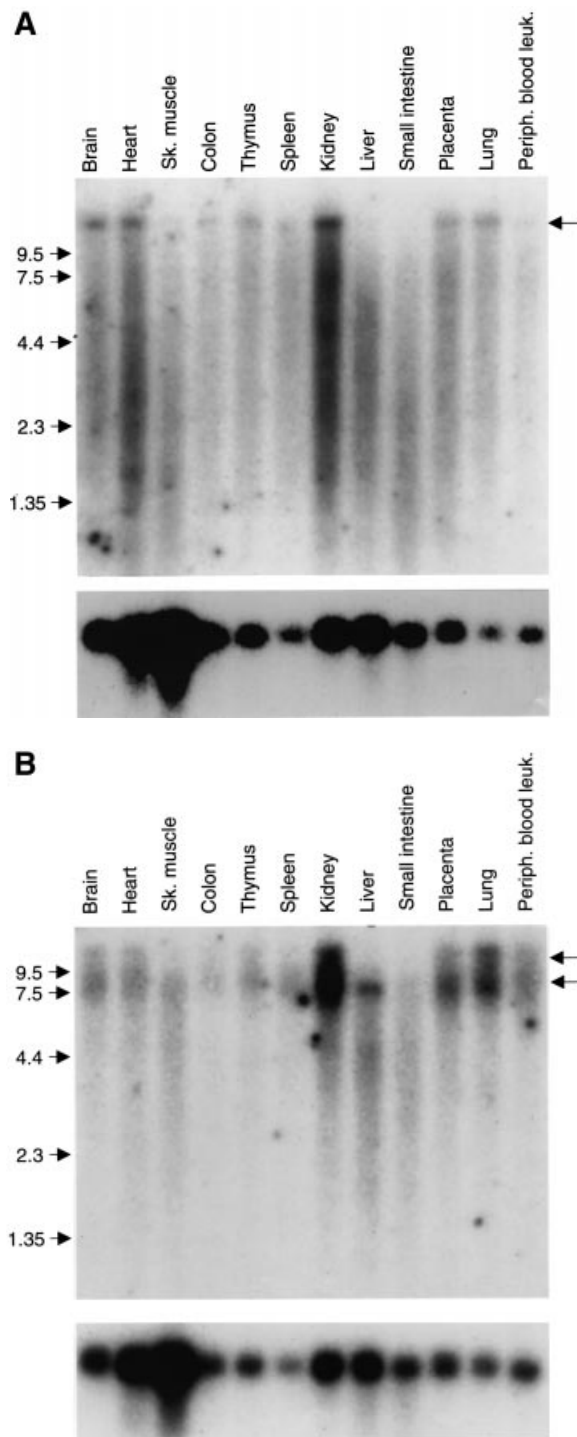 A
Brain
Heart
Sk. muscle
Colon
Thymus
Spleen
Kidney
Liver
Small intestine
Placenta
Lung
Periph. blood leuk.
9.5
7.5
4.4
2.3
1.35
B
Brain
Heart
Sk. muscle
Colon
Thymus
Spleen
Kidney
Liver
Small intestine
Placenta
Lung
Periph. blood leuk.
9.5
7.5
4.4
2.3
1.35